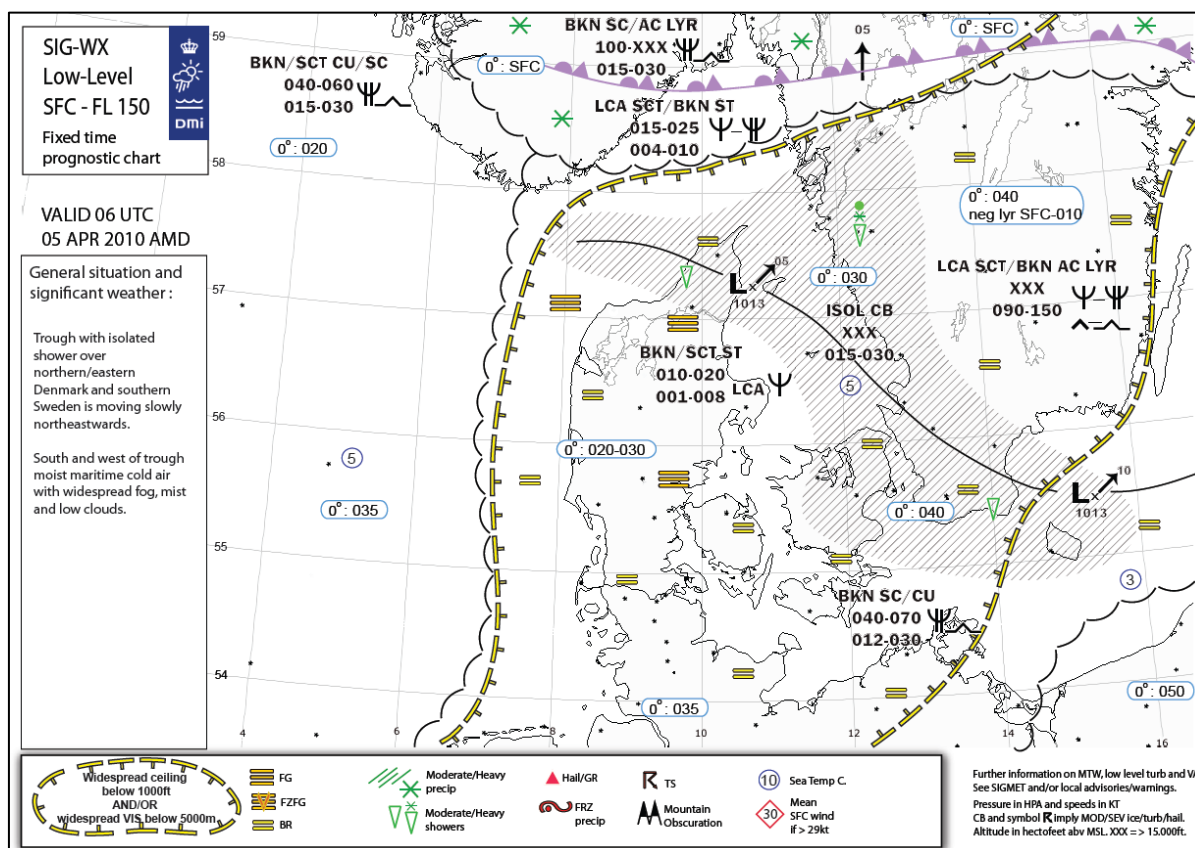 SIG-WX
Low-Level
SFC - FL 150
Fixed time
prognostic chart
DMi
VALID 06 UTC
05 APR 2010 AMD
General situation and
significant weather :
Trough with isolated
shower over
northern/eastern
Denmark and southern
Sweden is moving slowly
northeastwards.
South and west of trough
moist maritime cold air
with widespread fog, mist
and low clouds.
59
58
57
56
55
54
4
6
8
10
12
14
16
BKN/SCT CU/SC
040-060
015-030
0°: 020
0°: SFC
BKN SC/AC LYR
100-XXX
015-030
LCA SCT/BKN ST
015-025
004-010
05
0°: SFC
0°: 040
neg lyr SFC-010
LCA SCT/BKN AC LYR
XXX
090-150
0°: 030
L
05
1013
ISOL CB
XXX
015-030
5
BKN/SCT ST
010-020
001-008 LCA
0°: 020-030
5
0°: 035
0°: 040
L
10
1013
3
BKN SC/CU
040-070
012-030
0°: 035
0°: 050
Widespread ceiling
below 1000ft
AND/OR
widespread VIS below 5000m
FG
FZFG
BR
Moderate/Heavy
precip
Moderate/Heavy
showers
Hail/GR
FRZ
precip
TS
Mountain
Obscuration
10
Sea Temp C.
30
Mean
SFC wind
if > 29kt
Further information on MTW, low level turb and VA
See SIGMET and/or local advisories/warnings.
Pressure in HPA and speeds in KT
CB and symbol imply MOD/SEV ice/turb/hail.
Altitude in hectofeet abv MSL. XXX = > 15.000ft.